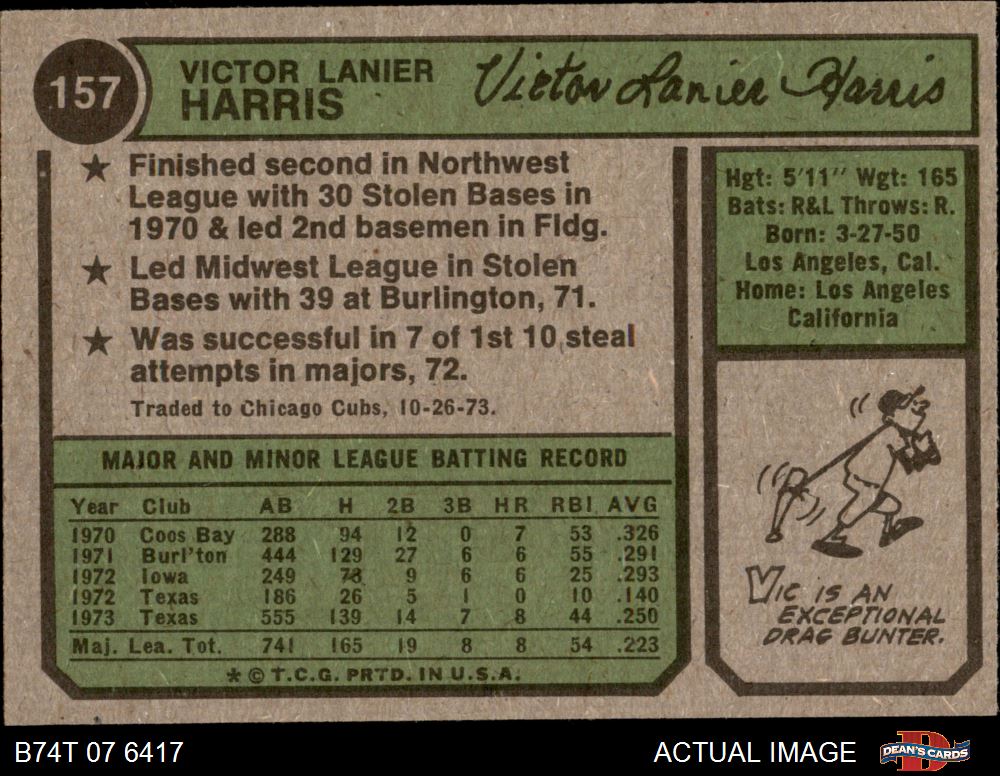 157
VICTOR LANIER
HARRIS
Victor Lanier Harris
★ Finished second in Northwest
League with 30 Stolen Bases in
1970 & led 2nd basemen in Fldg.
★ Led Midwest League in Stolen
Bases with 39 at Burlington, 71.
★ Was successful in 7 of 1st 10 steal
attempts in majors, 72.
Traded to Chicago Cubs, 10-26-73.
Hgt: 5'11" Wgt: 165
Bats: R&L Throws: R.
Born: 3-27-50
Los Angeles, Cal.
Home: Los Angeles
California
MAJOR AND MINOR LEAGUE BATTING RECORD
Year Club AB H 2B 3B HR RBI AVG
1970 Coos Bay 288 94 12 0 7 53 .326
1971 Burl'ton 444 129 27 6 6 55 .291
1972 Iowa 249 73 9 6 6 25 .293
1972 Texas 186 26 5 1 0 10 .140
1973 Texas 555 139 14 7 8 44 .250
Maj. Lea. Tot. 741 165 19 8 8 54 .223
* © T.C.G. PRTD. IN U.S.A.
VIC IS AN
EXCEPTIONAL
DRAG BUNTER.
B74T 07 6417
ACTUAL IMAGE
DEAN'S CARDS